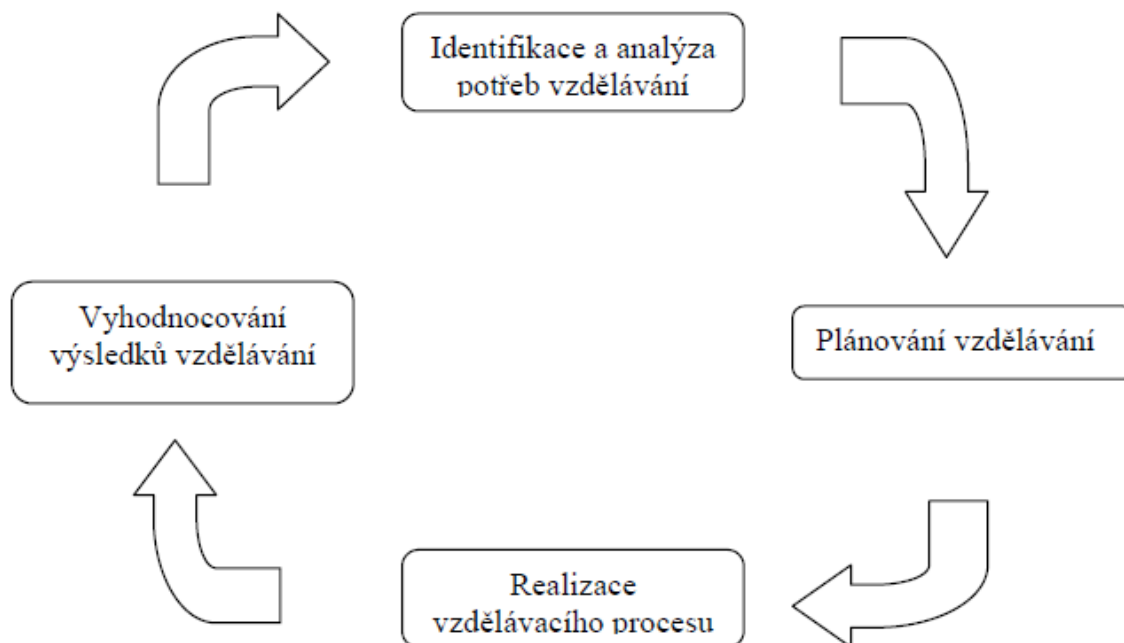 Identifikace a analýza
potřeb vzdělávání
Plánování vzdělávání
Realizace
vzdělávacího procesu
Vyhodnocování
výsledků vzdělávání